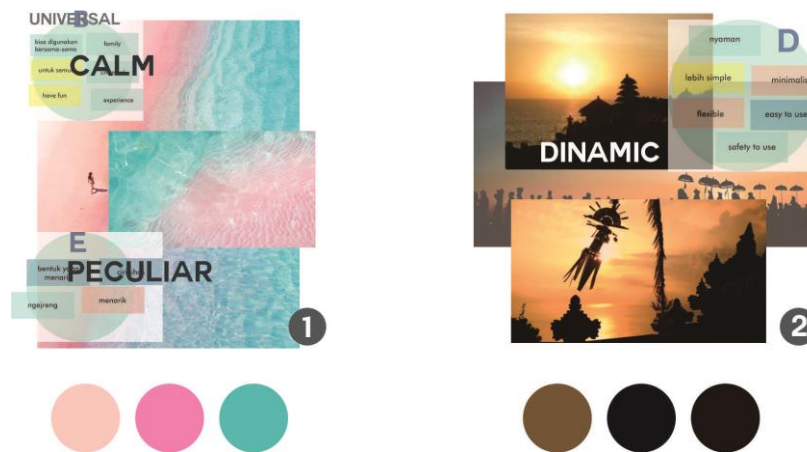 UNIVERSAL
B
bisa digunakan
bersama-sama
family
untuk semua
CALM
have fun
experience
E
bentuk yang
menarik
PECULIAR
ngejreng
menarik
1
nyaman
D
lebih simple
minimalis
flexible
easy to use
safety to use
DINAMIC
2